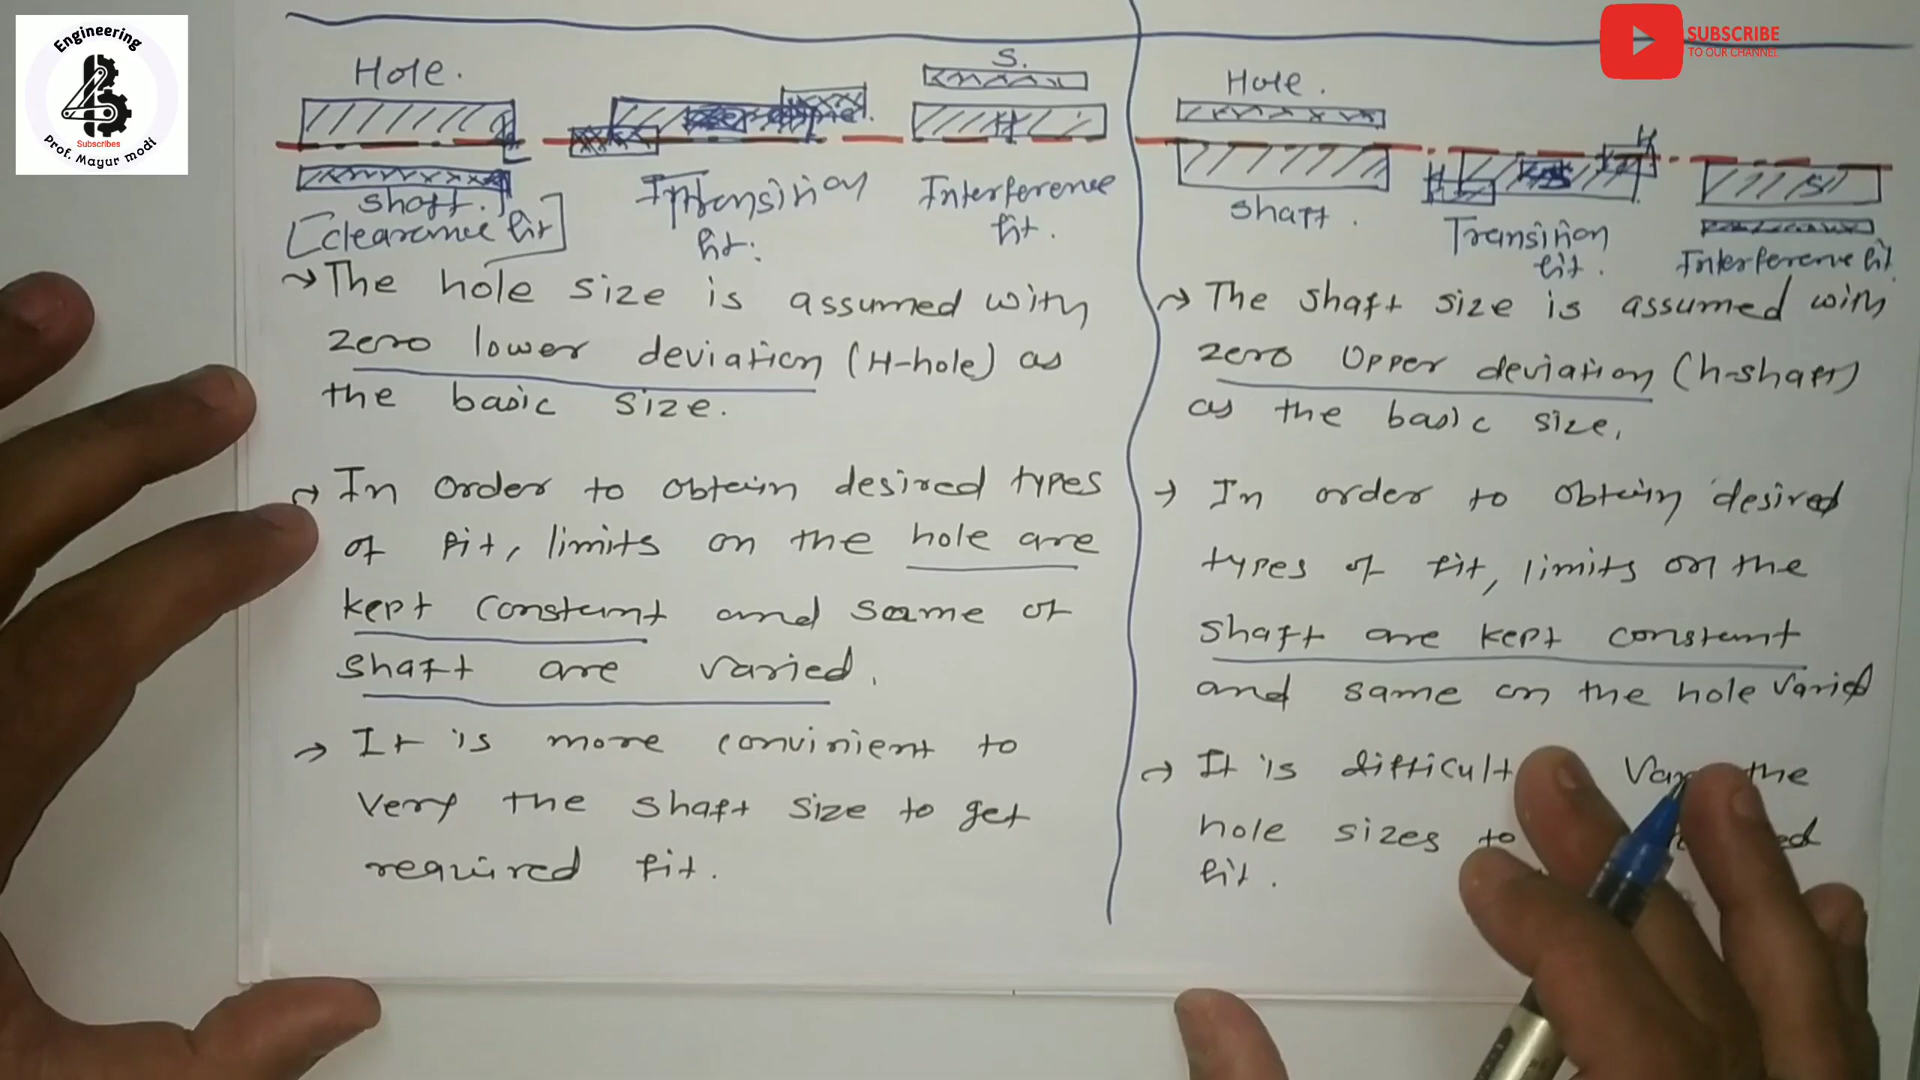 Engineering
Subscribes
Prof. Mayur modi
SUBSCRIBE
TO OUR CHANNEL
Hole.
shaft.
[clearance fit]
fit.
S.
H
Interference
fit.
The hole size is assumed with
zero lower deviation (H-hole) as
the basic size.
In order to obtain desired types
of fit, limits on the hole are
kept constant and same of
shaft are varied.
It is more convinient to
very the shaft size to get
required fit.
Hole.
shaft.
H
H
S
Transition
fit.
S
Interference fit
The shaft size is assumed with
zero Upper deviation (h-shaft)
as the basic size.
In order to obtain desired
types of fit, limits on the
shaft are kept constant
and same on the hole varied
It is difficult the
hole sizes to
fit.